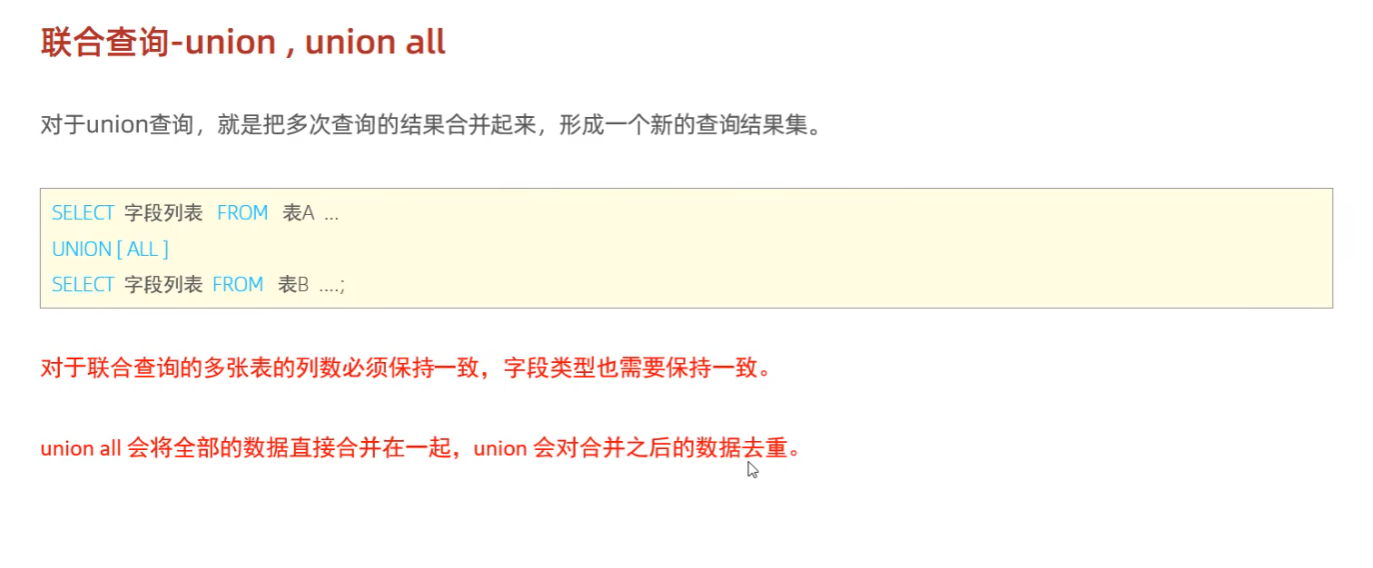 联合查询-union , union all
对于union查询，就是把多次查询的结果合并起来，形成一个新的查询结果集。
SELECT 字段列表 FROM 表A ...
UNION [ ALL ]
SELECT 字段列表 FROM 表B ....;
对于联合查询的多张表的列数必须保持一致，字段类型也需要保持一致。
union all 会将全部的数据直接合并在一起，union 会对合并之后的数据去重。